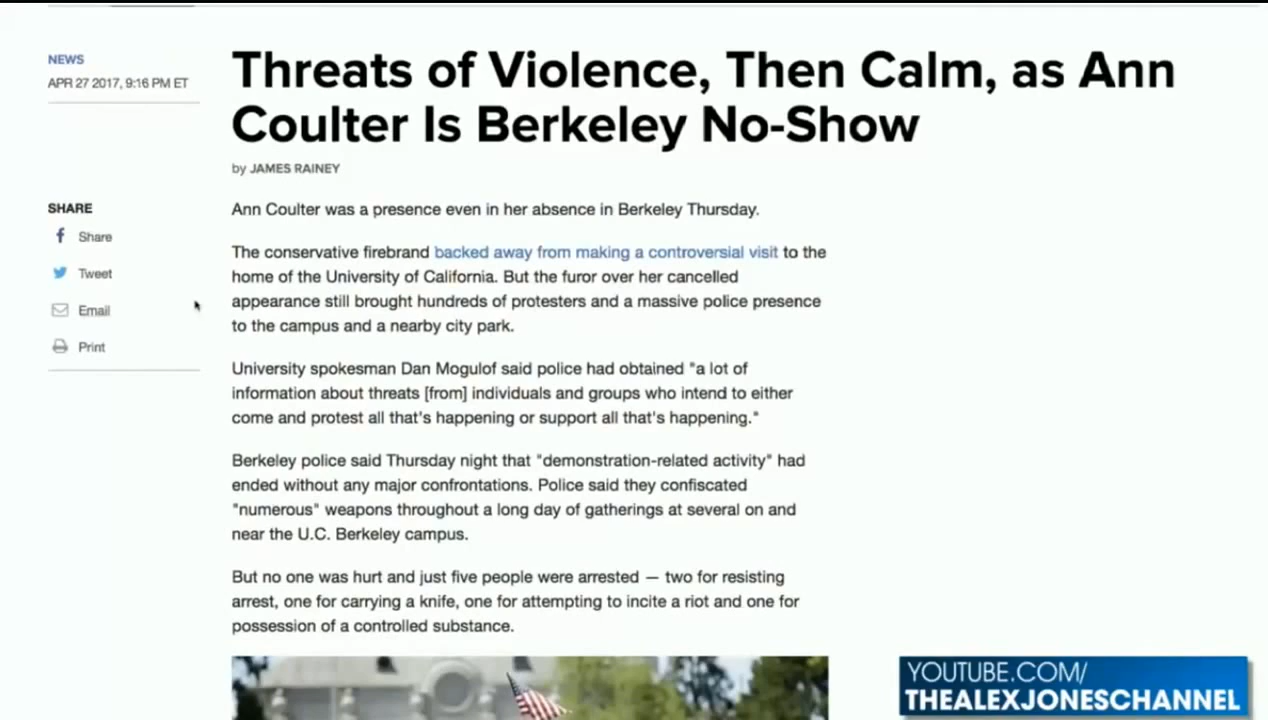 NEWS
APR 27 2017, 9:16 PM ET
Threats of Violence, Then Calm, as Ann
Coulter Is Berkeley No-Show
by JAMES RAINEY
SHARE
Share
Tweet
Email
Print
Ann Coulter was a presence even in her absence in Berkeley Thursday.
The conservative firebrand backed away from making a controversial visit to the
home of the University of California. But the furor over her cancelled
appearance still brought hundreds of protesters and a massive police presence
to the campus and a nearby city park.
University spokesman Dan Mogulof said police had obtained "a lot of
information about threats [from] individuals and groups who intend to either
come and protest all that's happening or support all that's happening."
Berkeley police said Thursday night that "demonstration-related activity" had
ended without any major confrontations. Police said they confiscated
"numerous" weapons throughout a long day of gatherings at several on and
near the U.C. Berkeley campus.
But no one was hurt and just five people were arrested — two for resisting
arrest, one for carrying a knife, one for attempting to incite a riot and one for
possession of a controlled substance.
YOUTUBE.COM/
THEALEXJONESCHANNEL